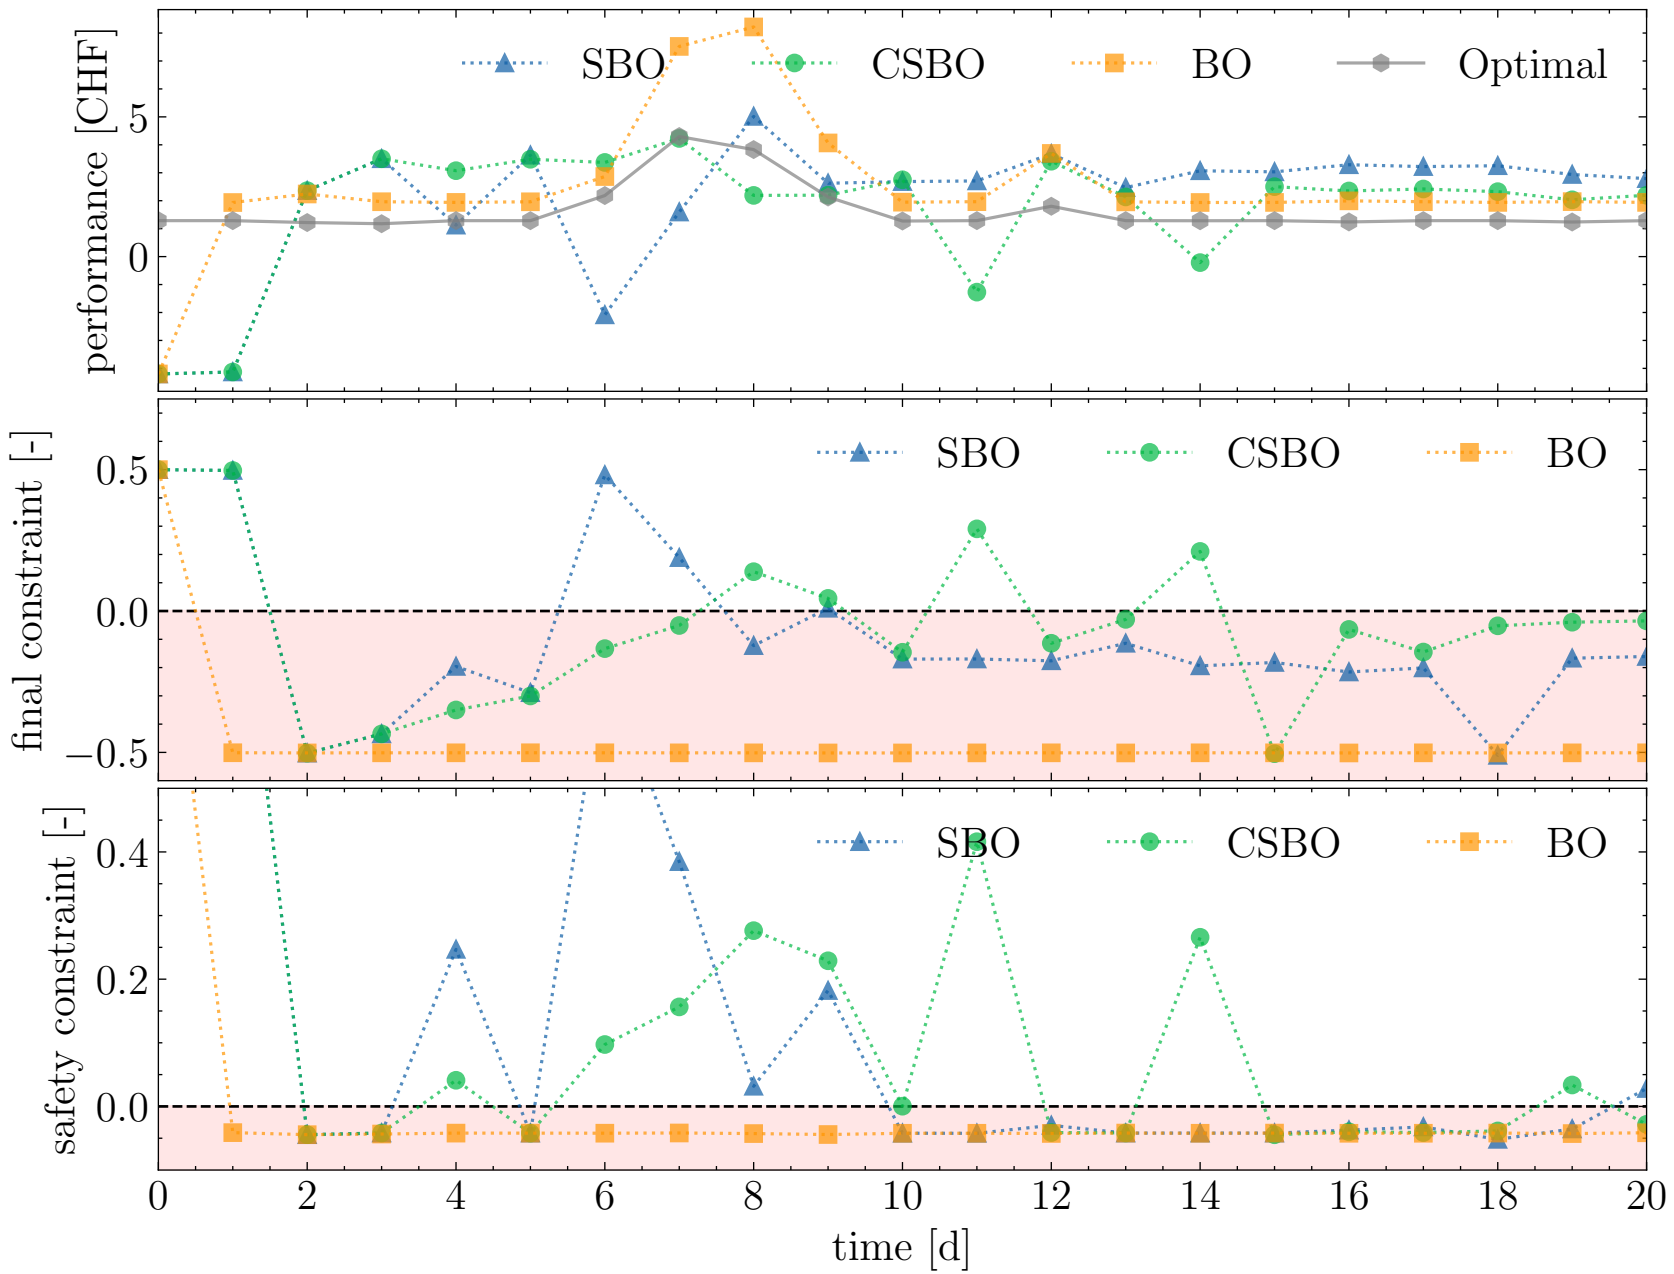 performance [CHF]
5
0
SBO CSBO BO Optimal
final constraint [-]
0.5
0.0
−0.5
SBO CSBO BO
safety constraint [-]
0.4
0.2
0.0
SBO CSBO BO
0 2 4 6 8 10 12 14 16 18 20
time [d]